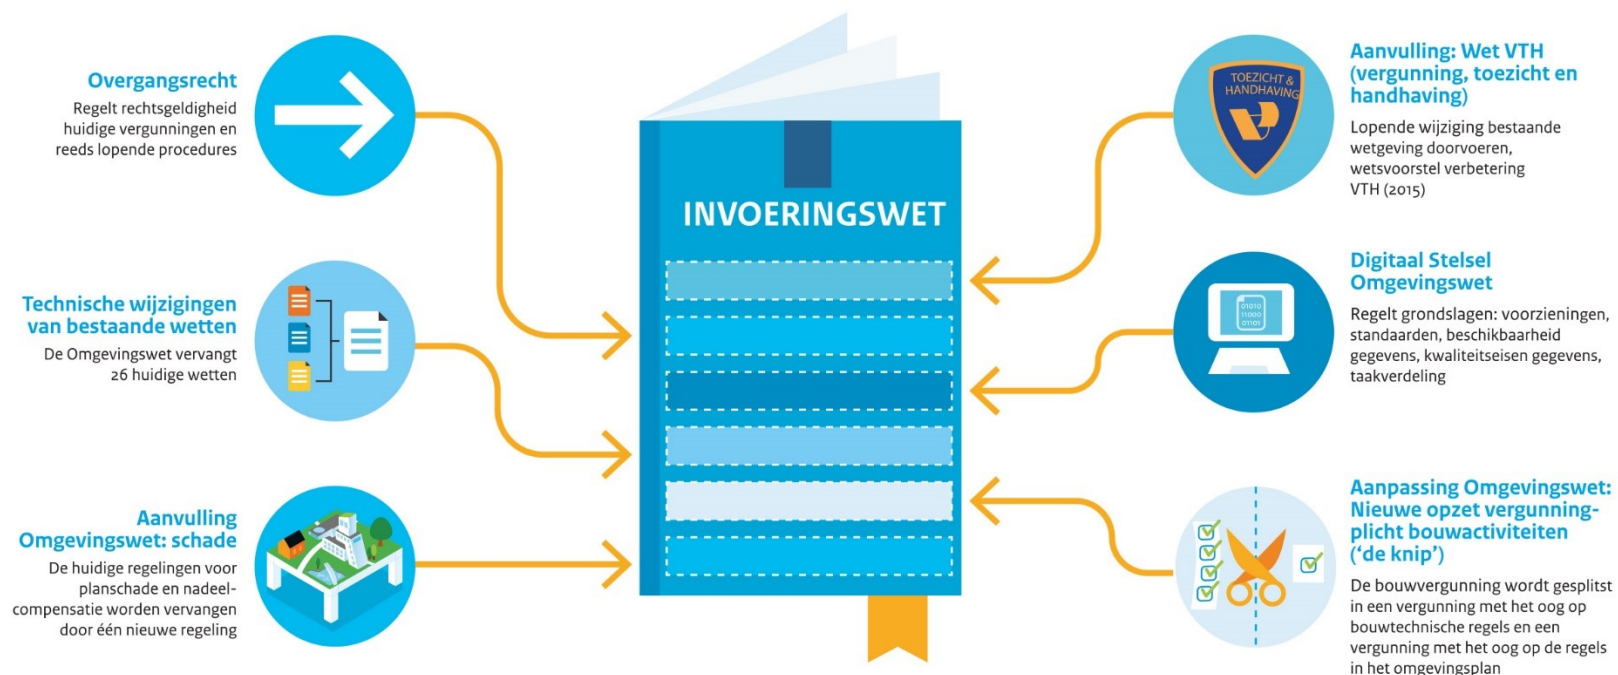 Overgangsrecht
Regelt rechtsgeldigheid
huidige vergunningen en
reeds lopende procedures
Technische wijzigingen
van bestaande wetten
De Omgevingswet vervangt
26 huidige wetten
Aanvulling
Omgevingswet: schade
De huidige regelingen voor
planschade en nadeel-
compensatie worden vervangen
door één nieuwe regeling
INVOERINGSWET
TOEZICHT &
HANDHAVING
Aanvulling: Wet VTH
(vergunning, toezicht en
handhaving)
Lopende wijziging bestaande
wetgeving doorvoeren,
wetsvoorstel verbetering
VTH (2015)
01010
11000
01101
Digitaal Stelsel
Omgevingswet
Regelt grondslagen: voorzieningen,
standaarden, beschikbaarheid
gegevens, kwaliteitseisen gegevens,
taakverdeling
Aanpassing Omgevingswet:
Nieuwe opzet vergunning-
plicht bouwactiviteiten
(‘de knip’)
De bouwvergunning wordt gesplitst
in een vergunning met het oog op
bouwtechnische regels en een
vergunning met het oog op de regels
in het omgevingsplan